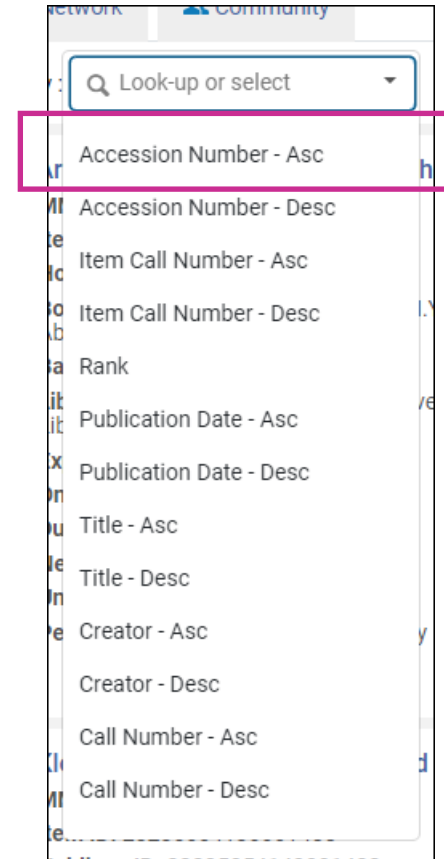 Community
Look-up or select
Accession Number - Asc
Accession Number - Desc
Item Call Number - Asc
Item Call Number - Desc
Rank
Publication Date - Asc
Publication Date - Desc
Title - Asc
Title - Desc
Creator - Asc
Creator - Desc
Call Number - Asc
Call Number - Desc